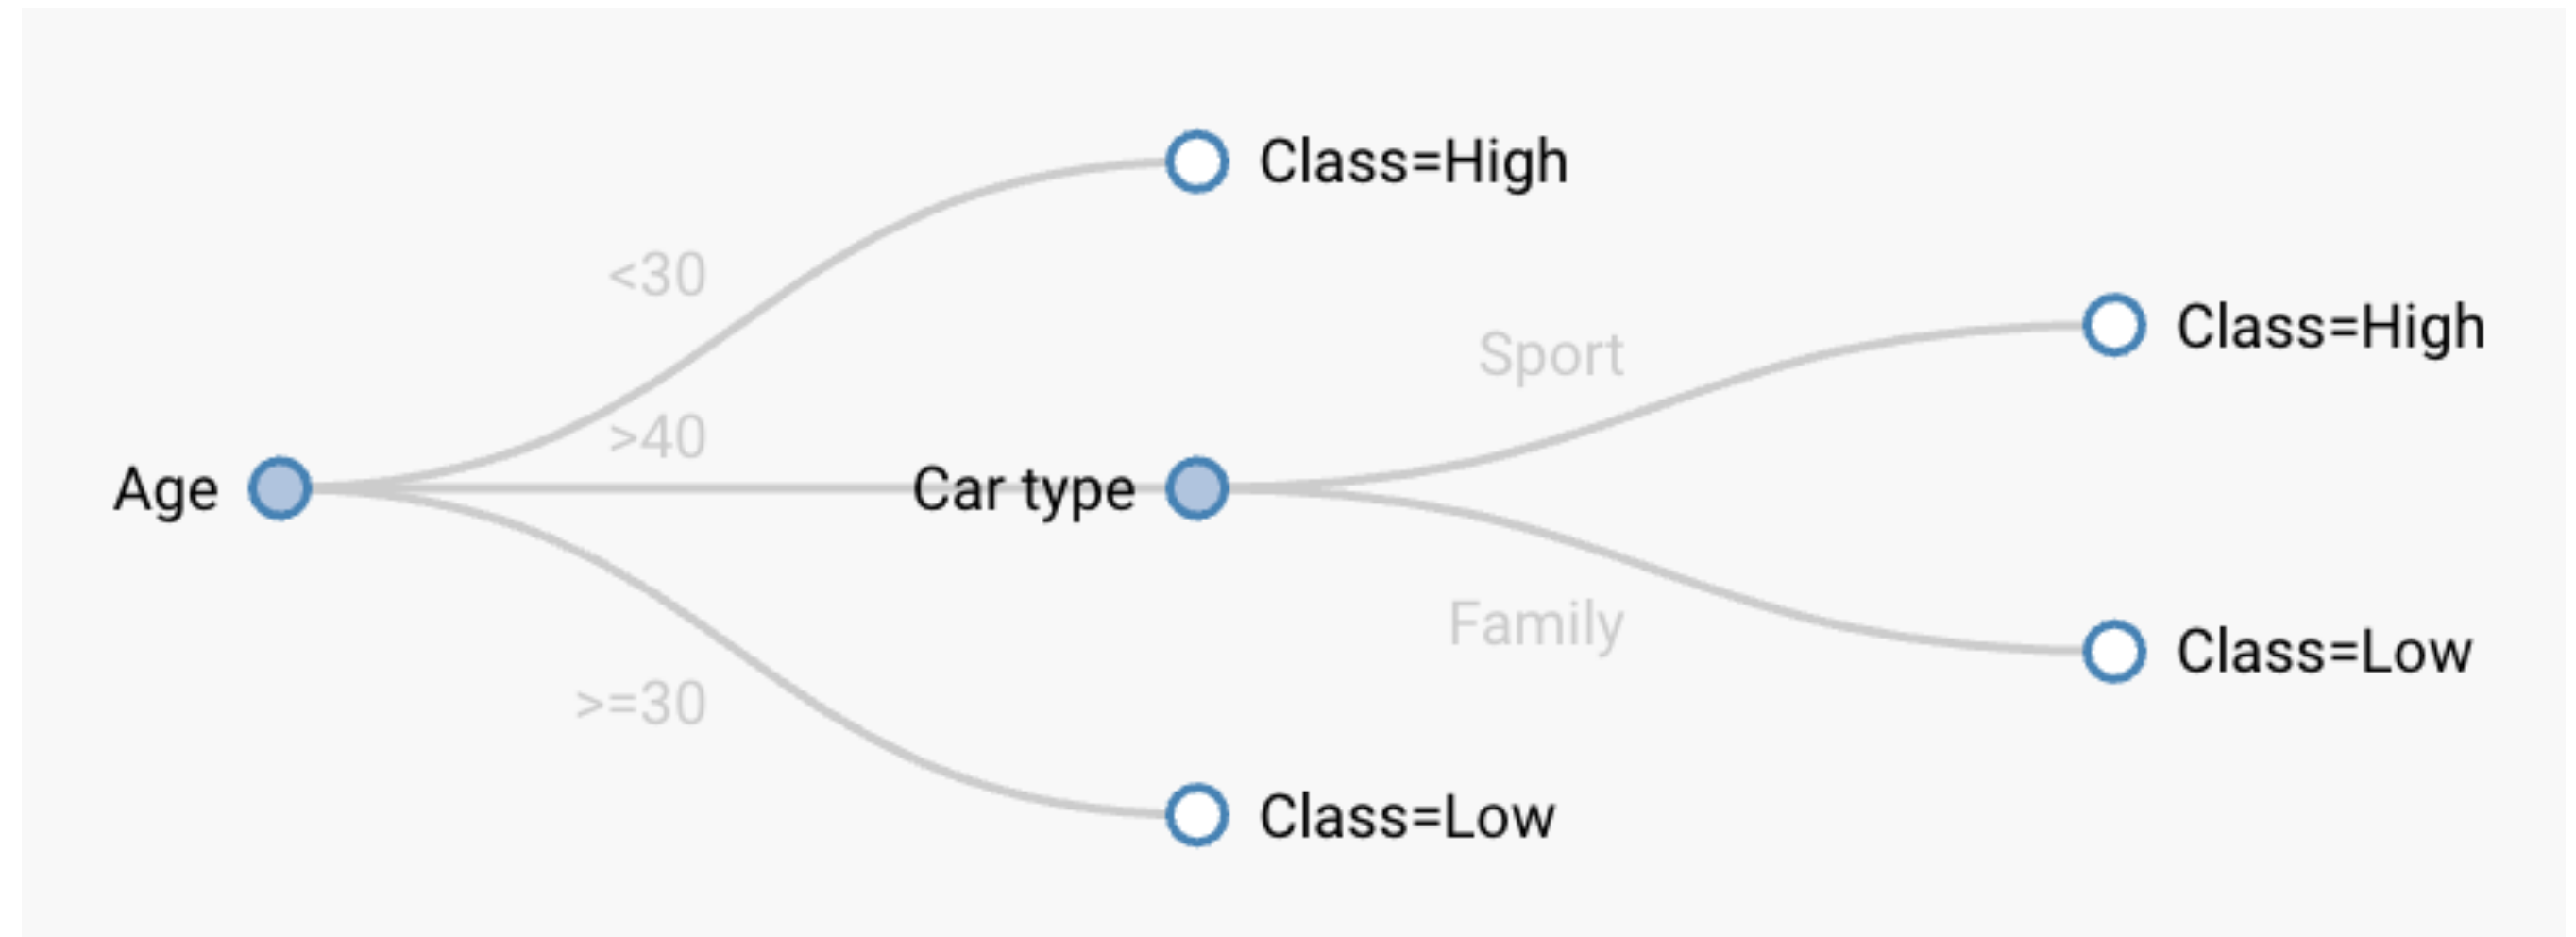 Class=High
<30
Class=High
Sport
>40
Age
Car type
Family
Class=Low
>=30
Class=Low